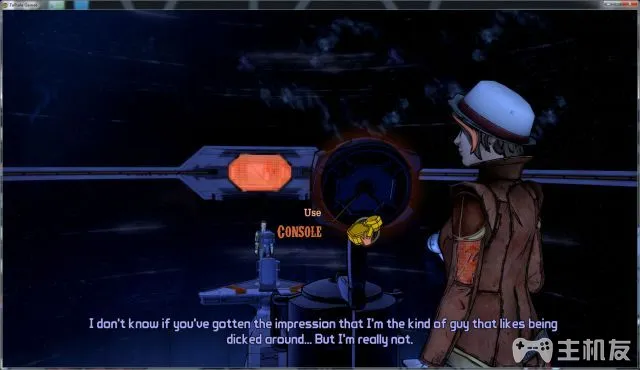 Telltale Games
Use
CONSOLE
I don't know if you've gotten the impression that I'm the kind of guy that likes being
dicked around... But I'm really not.
主机友